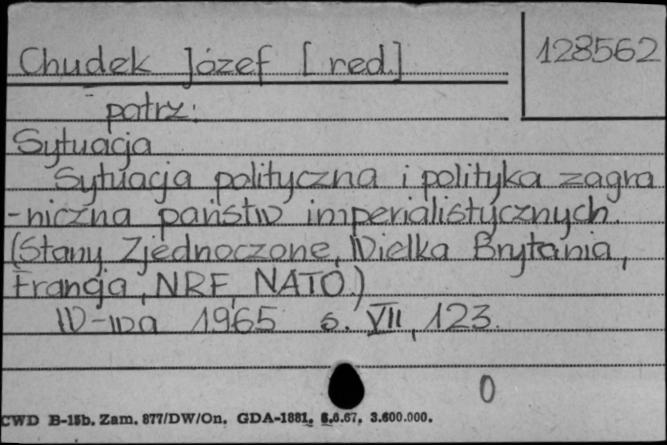 Chudek Józef [red.]
128562
patrz:
Sytuacja
Sytuacja polityczna i polityka zagra
-niczna państw imperialistycznych.
(Stany Zjednoczone, Wielka Brytania,
Francja, NRF, NATO.)
W-wa 1965 s. VII, 123.
0
CWD B-15b. Zam. 877/DW/On. GDA-1881. 6.6.67. 3.600.000.